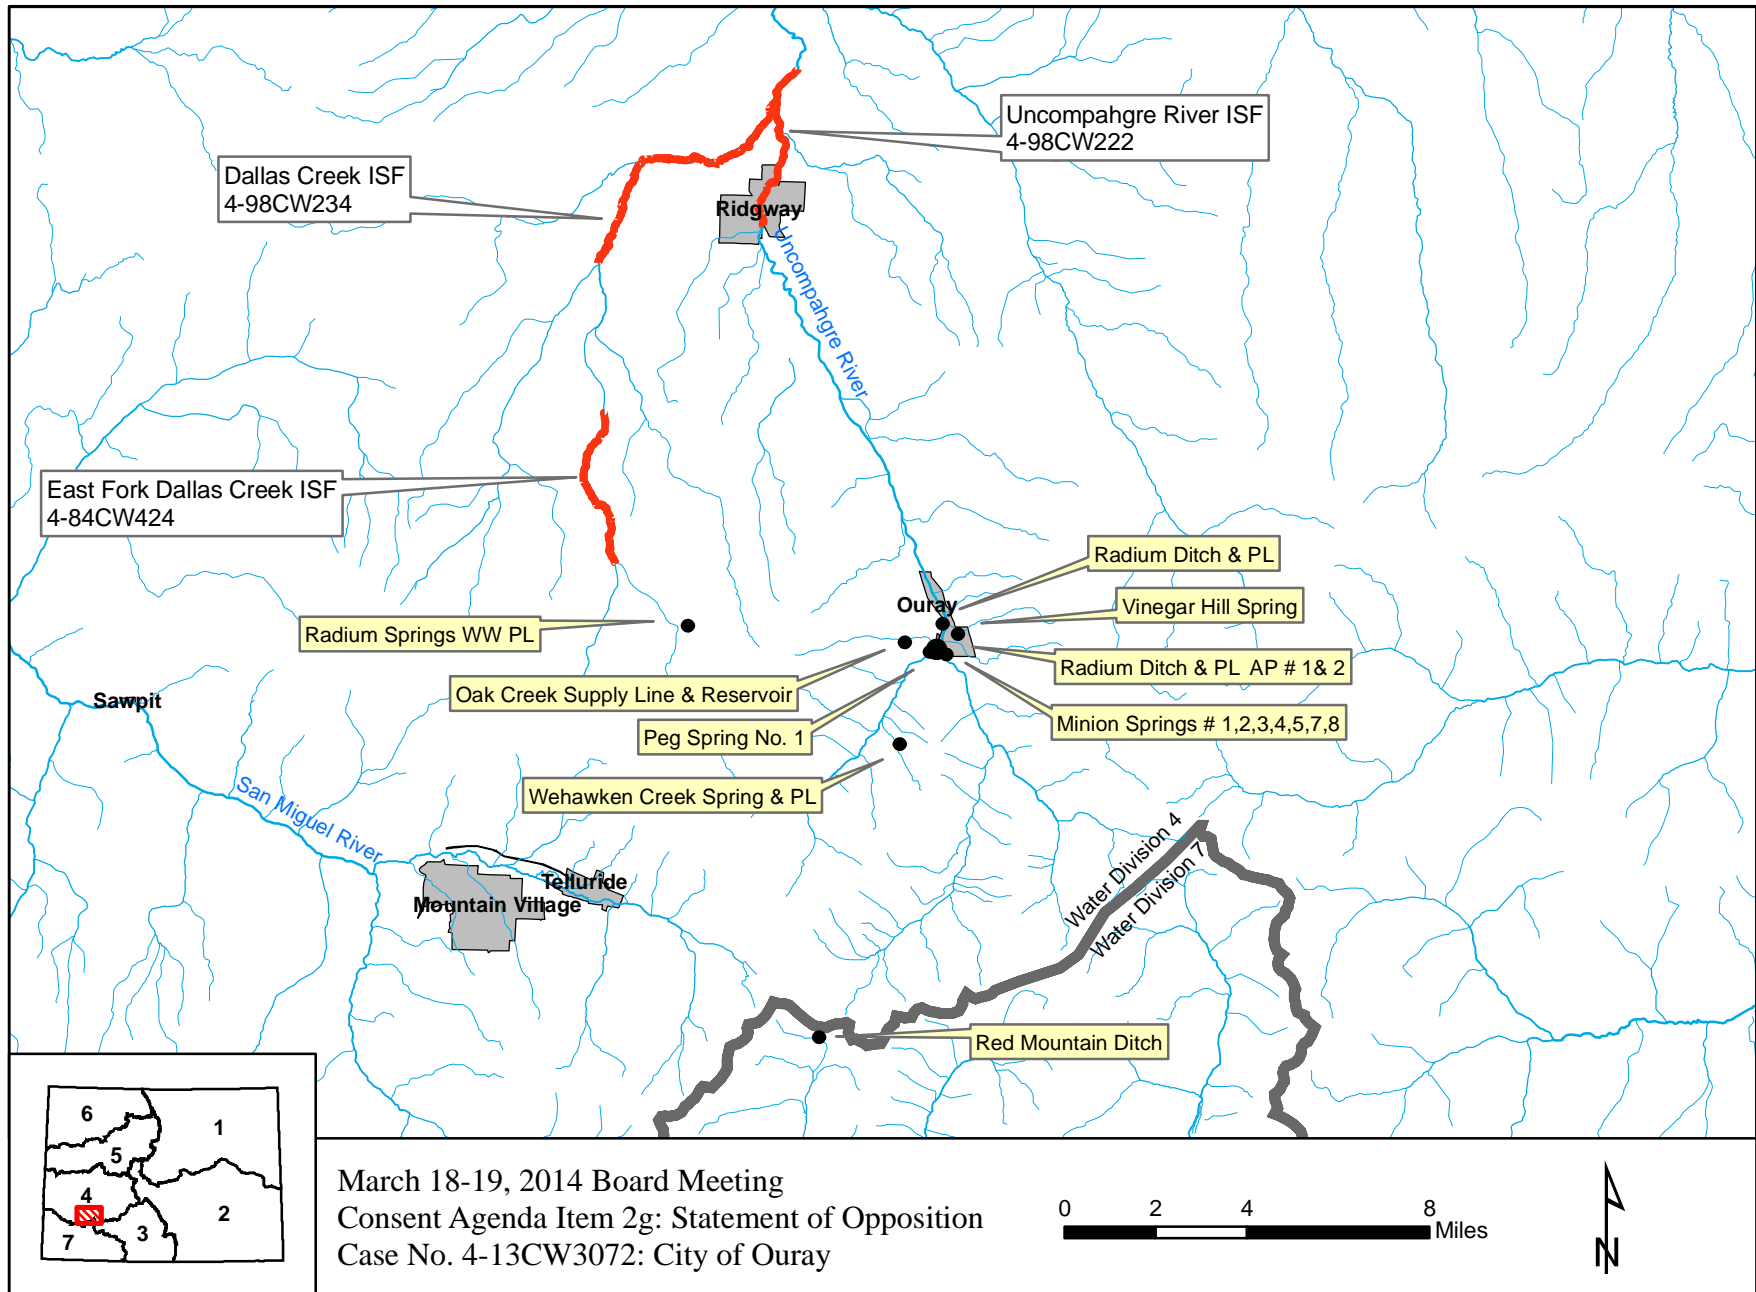 Uncompahgre River ISF
4-98CW222
Dallas Creek ISF
4-98CW234
Ridgway
Uncompahgre River
East Fork Dallas Creek ISF
4-84CW424
Radium Ditch & PL
Ouray
Vinegar Hill Spring
Radium Springs WW PL
Radium Ditch & PL AP # 1& 2
Oak Creek Supply Line & Reservoir
Sawpit
Minion Springs # 1,2,3,4,5,7,8
Peg Spring No. 1
Wehawken Creek Spring & PL
San Miguel River
Water Division 4
Water Division 7
Telluride
Mountain Village
Red Mountain Ditch
6
1
5
4
2
3
7
March 18-19, 2014 Board Meeting
Consent Agenda Item 2g: Statement of Opposition
Case No. 4-13CW3072: City of Ouray
0 2 4 8
Miles
N